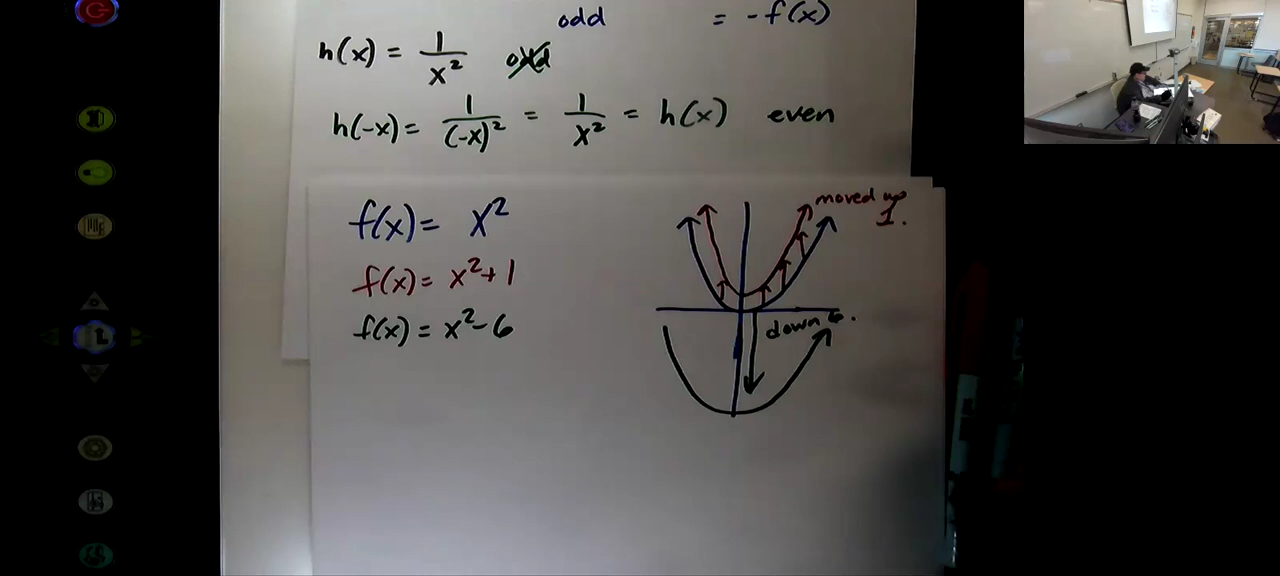 odd = -f(x)
h(x) = 1/x² odd
h(-x) = 1/(-x)² = 1/x² = h(x) even
f(x) = x²
moved up 1.
f(x) = x² + 1
f(x) = x² - 6
down 6.